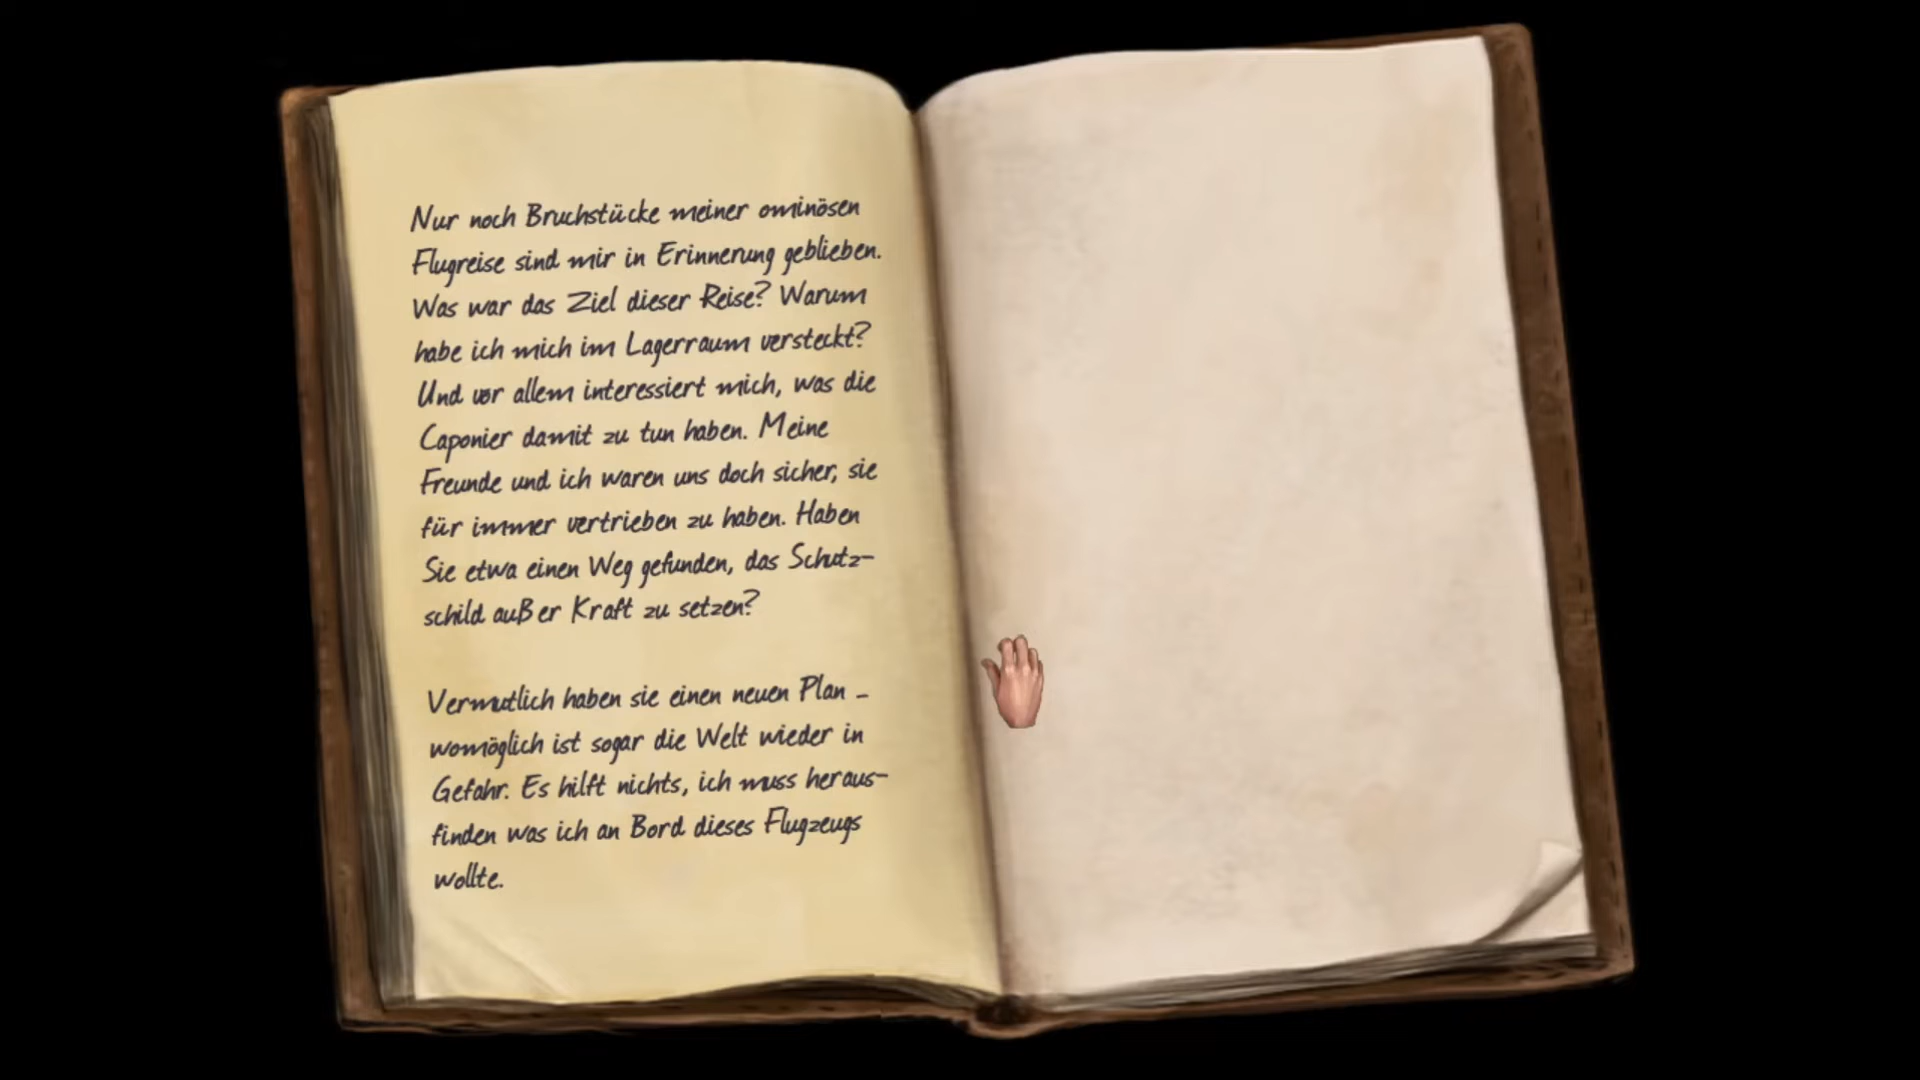 Nur noch Bruchstücke meiner ominösen
Flugreise sind mir in Erinnerung geblieben.
Was war das Ziel dieser Reise? Warum
habe ich mich im Lagerraum versteckt?
Und vor allem interessiert mich, was die
Caponier damit zu tun haben. Meine
Freunde und ich waren uns doch sicher, sie
für immer vertrieben zu haben. Haben
Sie etwa einen Weg gefunden, das Schutz-
schild außer Kraft zu setzen?
Vermutlich haben sie einen neuen Plan -
womöglich ist sogar die Welt wieder in
Gefahr. Es hilft nichts, ich muss heraus-
finden was ich an Bord dieses Flugzeugs
wollte.